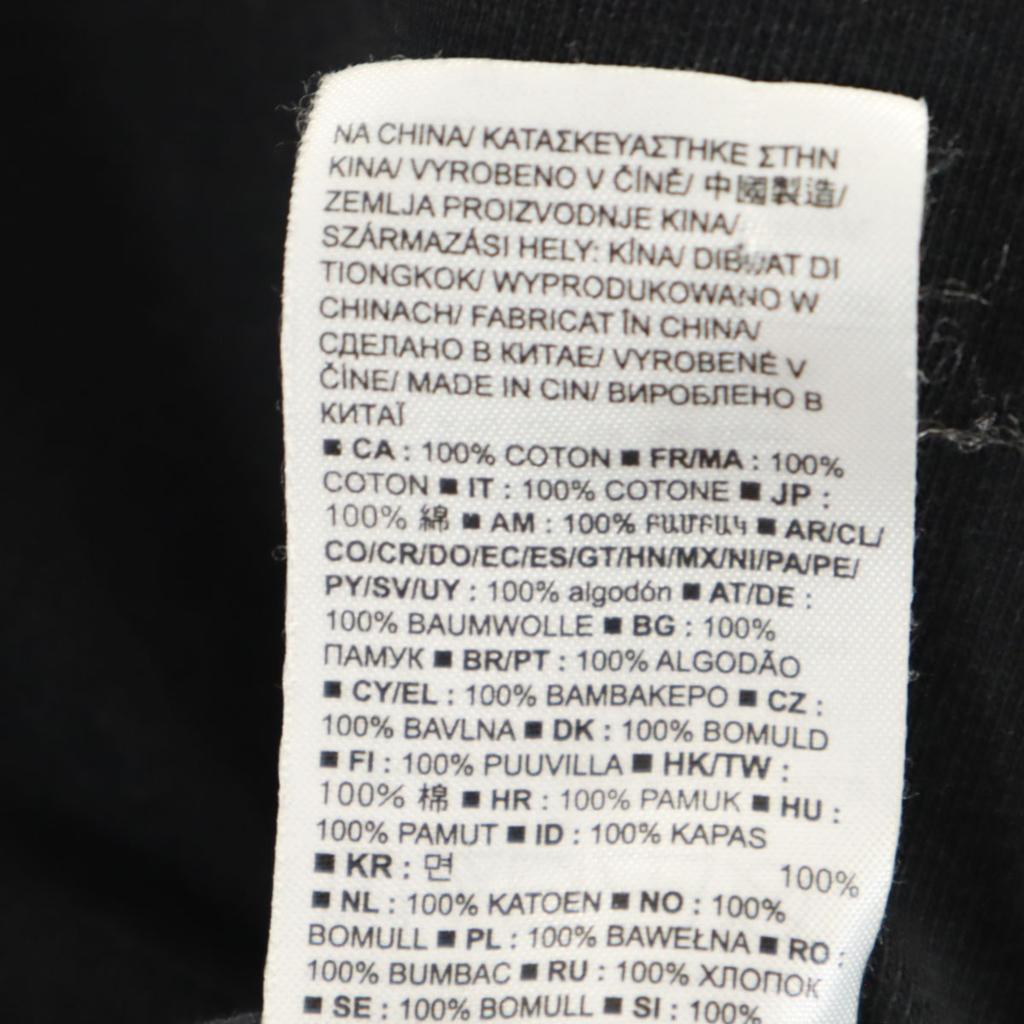 NA CHINA/ ΚΑΤΑΣΚΕΥΑΣΤΗΚΕ ΣΤΗΝ
ΚΙΝΑ/ VYROBENO V ČÍNĚ/ 中國製造/
ZEMLJA PROIZVODNJE KINA/
SZÁRMAZÁSI HELY: KÍNA/ DIBUAT DI
TIONGKOK/ WYPRODUKOWANO W
CHINACH/ FABRICAT ÎN CHINA/
СДЕЛАНО В КИТАЕ/ VYROBENÉ V
ČÍNE/ MADE IN CIN/ ВИРОБЛЕНО В
КИТАЇ
■ CA : 100% COTON ■ FR/MA : 100%
COTON ■ IT : 100% COTONE ■ JP :
100% 綿 ■ AM : 100% ԲԱՄԲԱԿ ■ AR/CL/
CO/CR/DO/EC/ES/GT/HN/MX/NI/PA/PE/
PY/SV/UY : 100% algodón ■ AT/DE :
100% BAUMWOLLE ■ BG : 100%
ПАМУК ■ BR/PT : 100% ALGODÃO
■ CY/EL : 100% ΒΑΜΒΑΚΕΡΟ ■ CZ :
100% BAVLNA ■ DK : 100% BOMULD
■ FI : 100% PUUVILLA ■ HK/TW :
100% 棉 ■ HR : 100% PAMUK ■ HU :
100% PAMUT ■ ID : 100% KAPAS
■ KR : 면 100%
■ NL : 100% KATOEN ■ NO : 100%
BOMULL ■ PL : 100% BAWEŁNA ■ RO :
100% BUMBAC ■ RU : 100% ХЛОПОК
■ SE : 100% BOMULL ■ SI : 100%